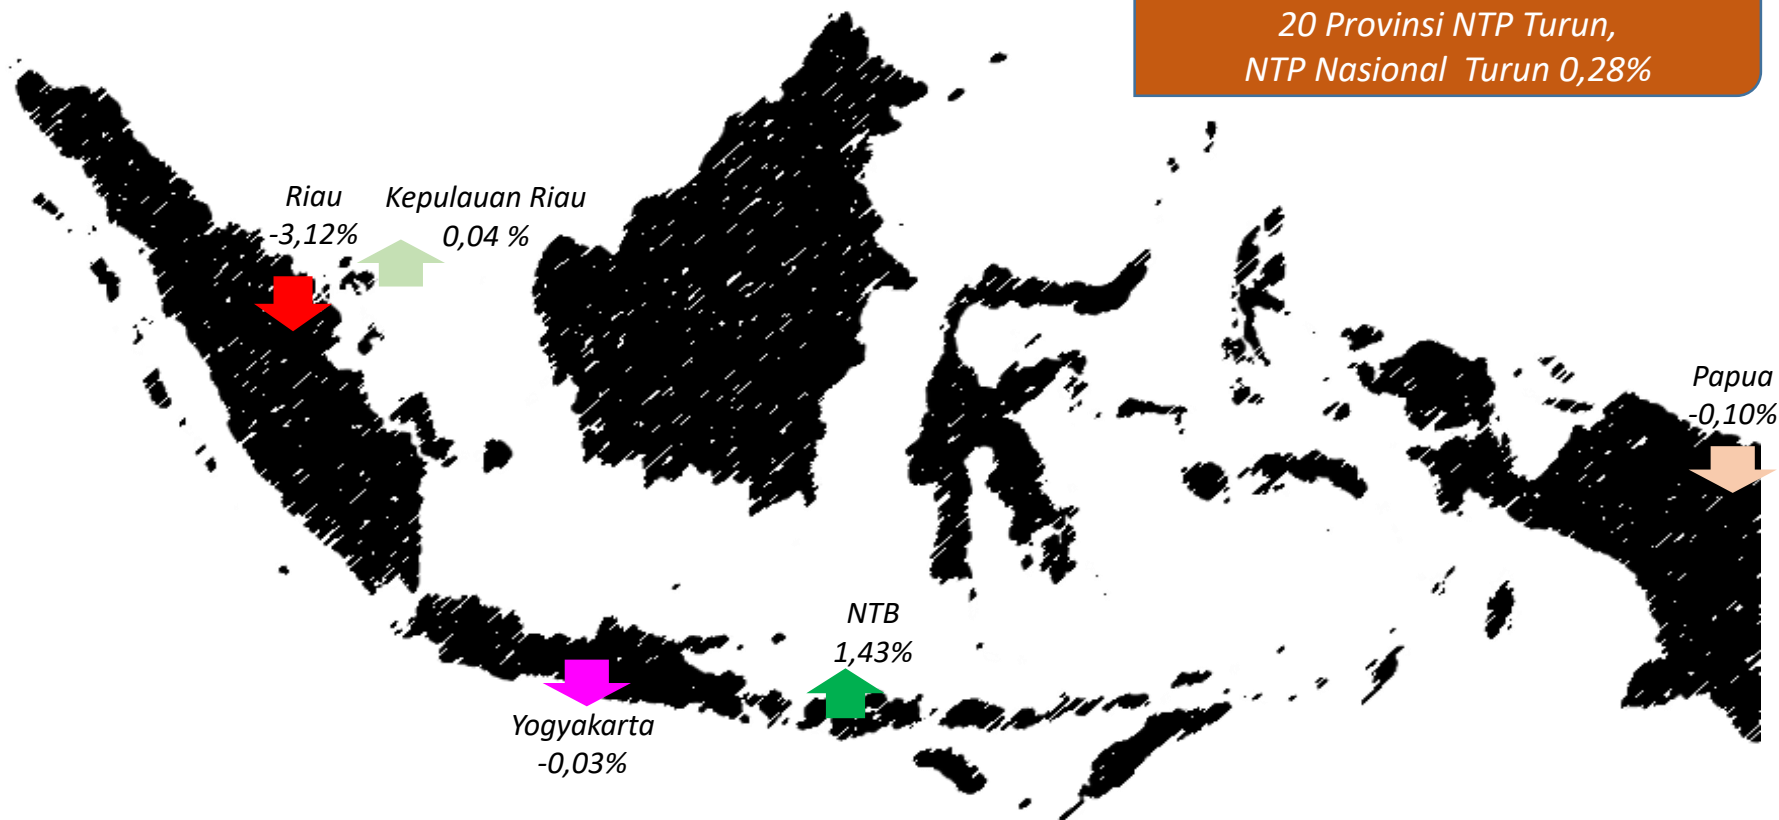 20 Provinsi NTP Turun,
NTP Nasional Turun 0,28%
Riau
-3,12%
Kepulauan Riau
0,04 %
Papua
-0,10%
NTB
1,43%
Yogyakarta
-0,03%